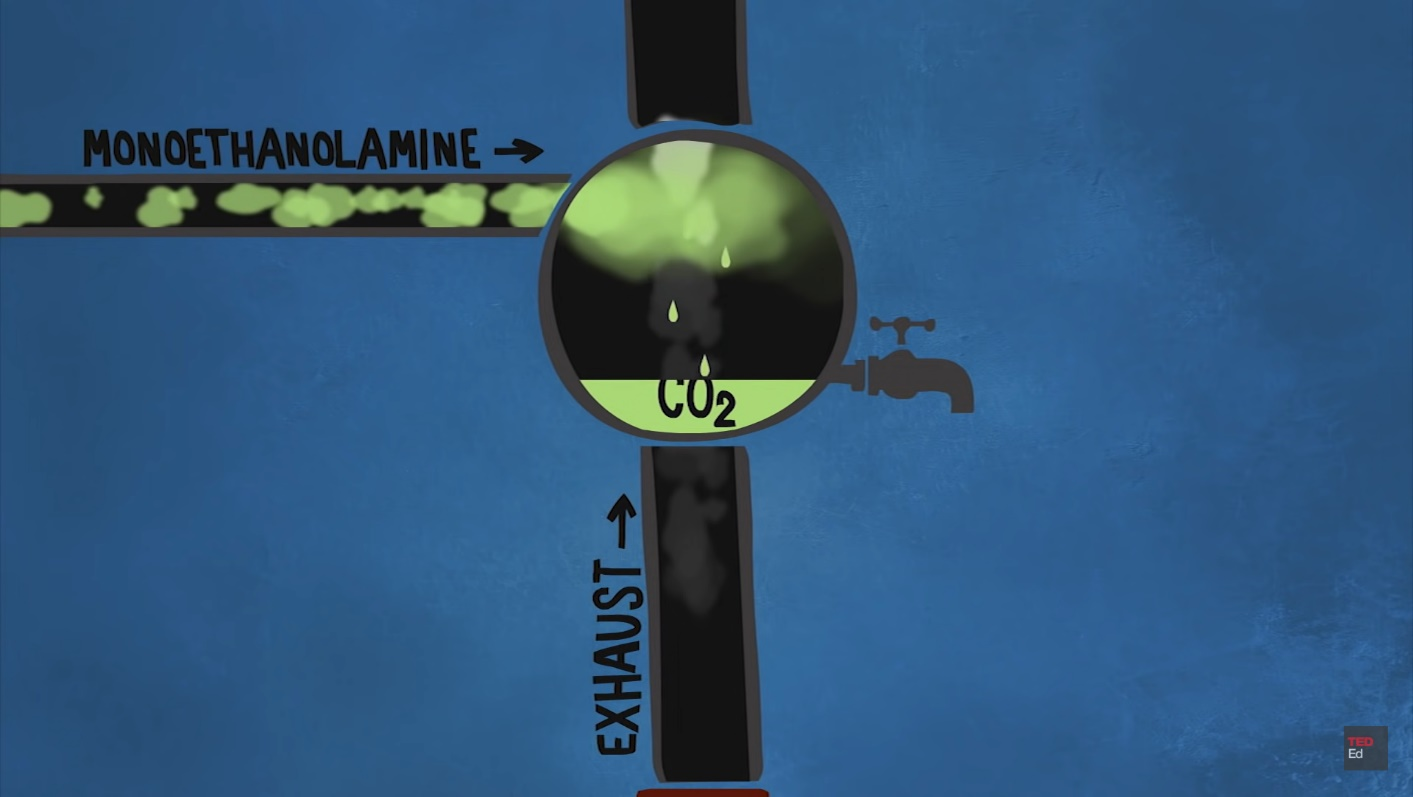 MONOETHANOLAMINE →
CO₂
EXHAUST →
TED
Ed